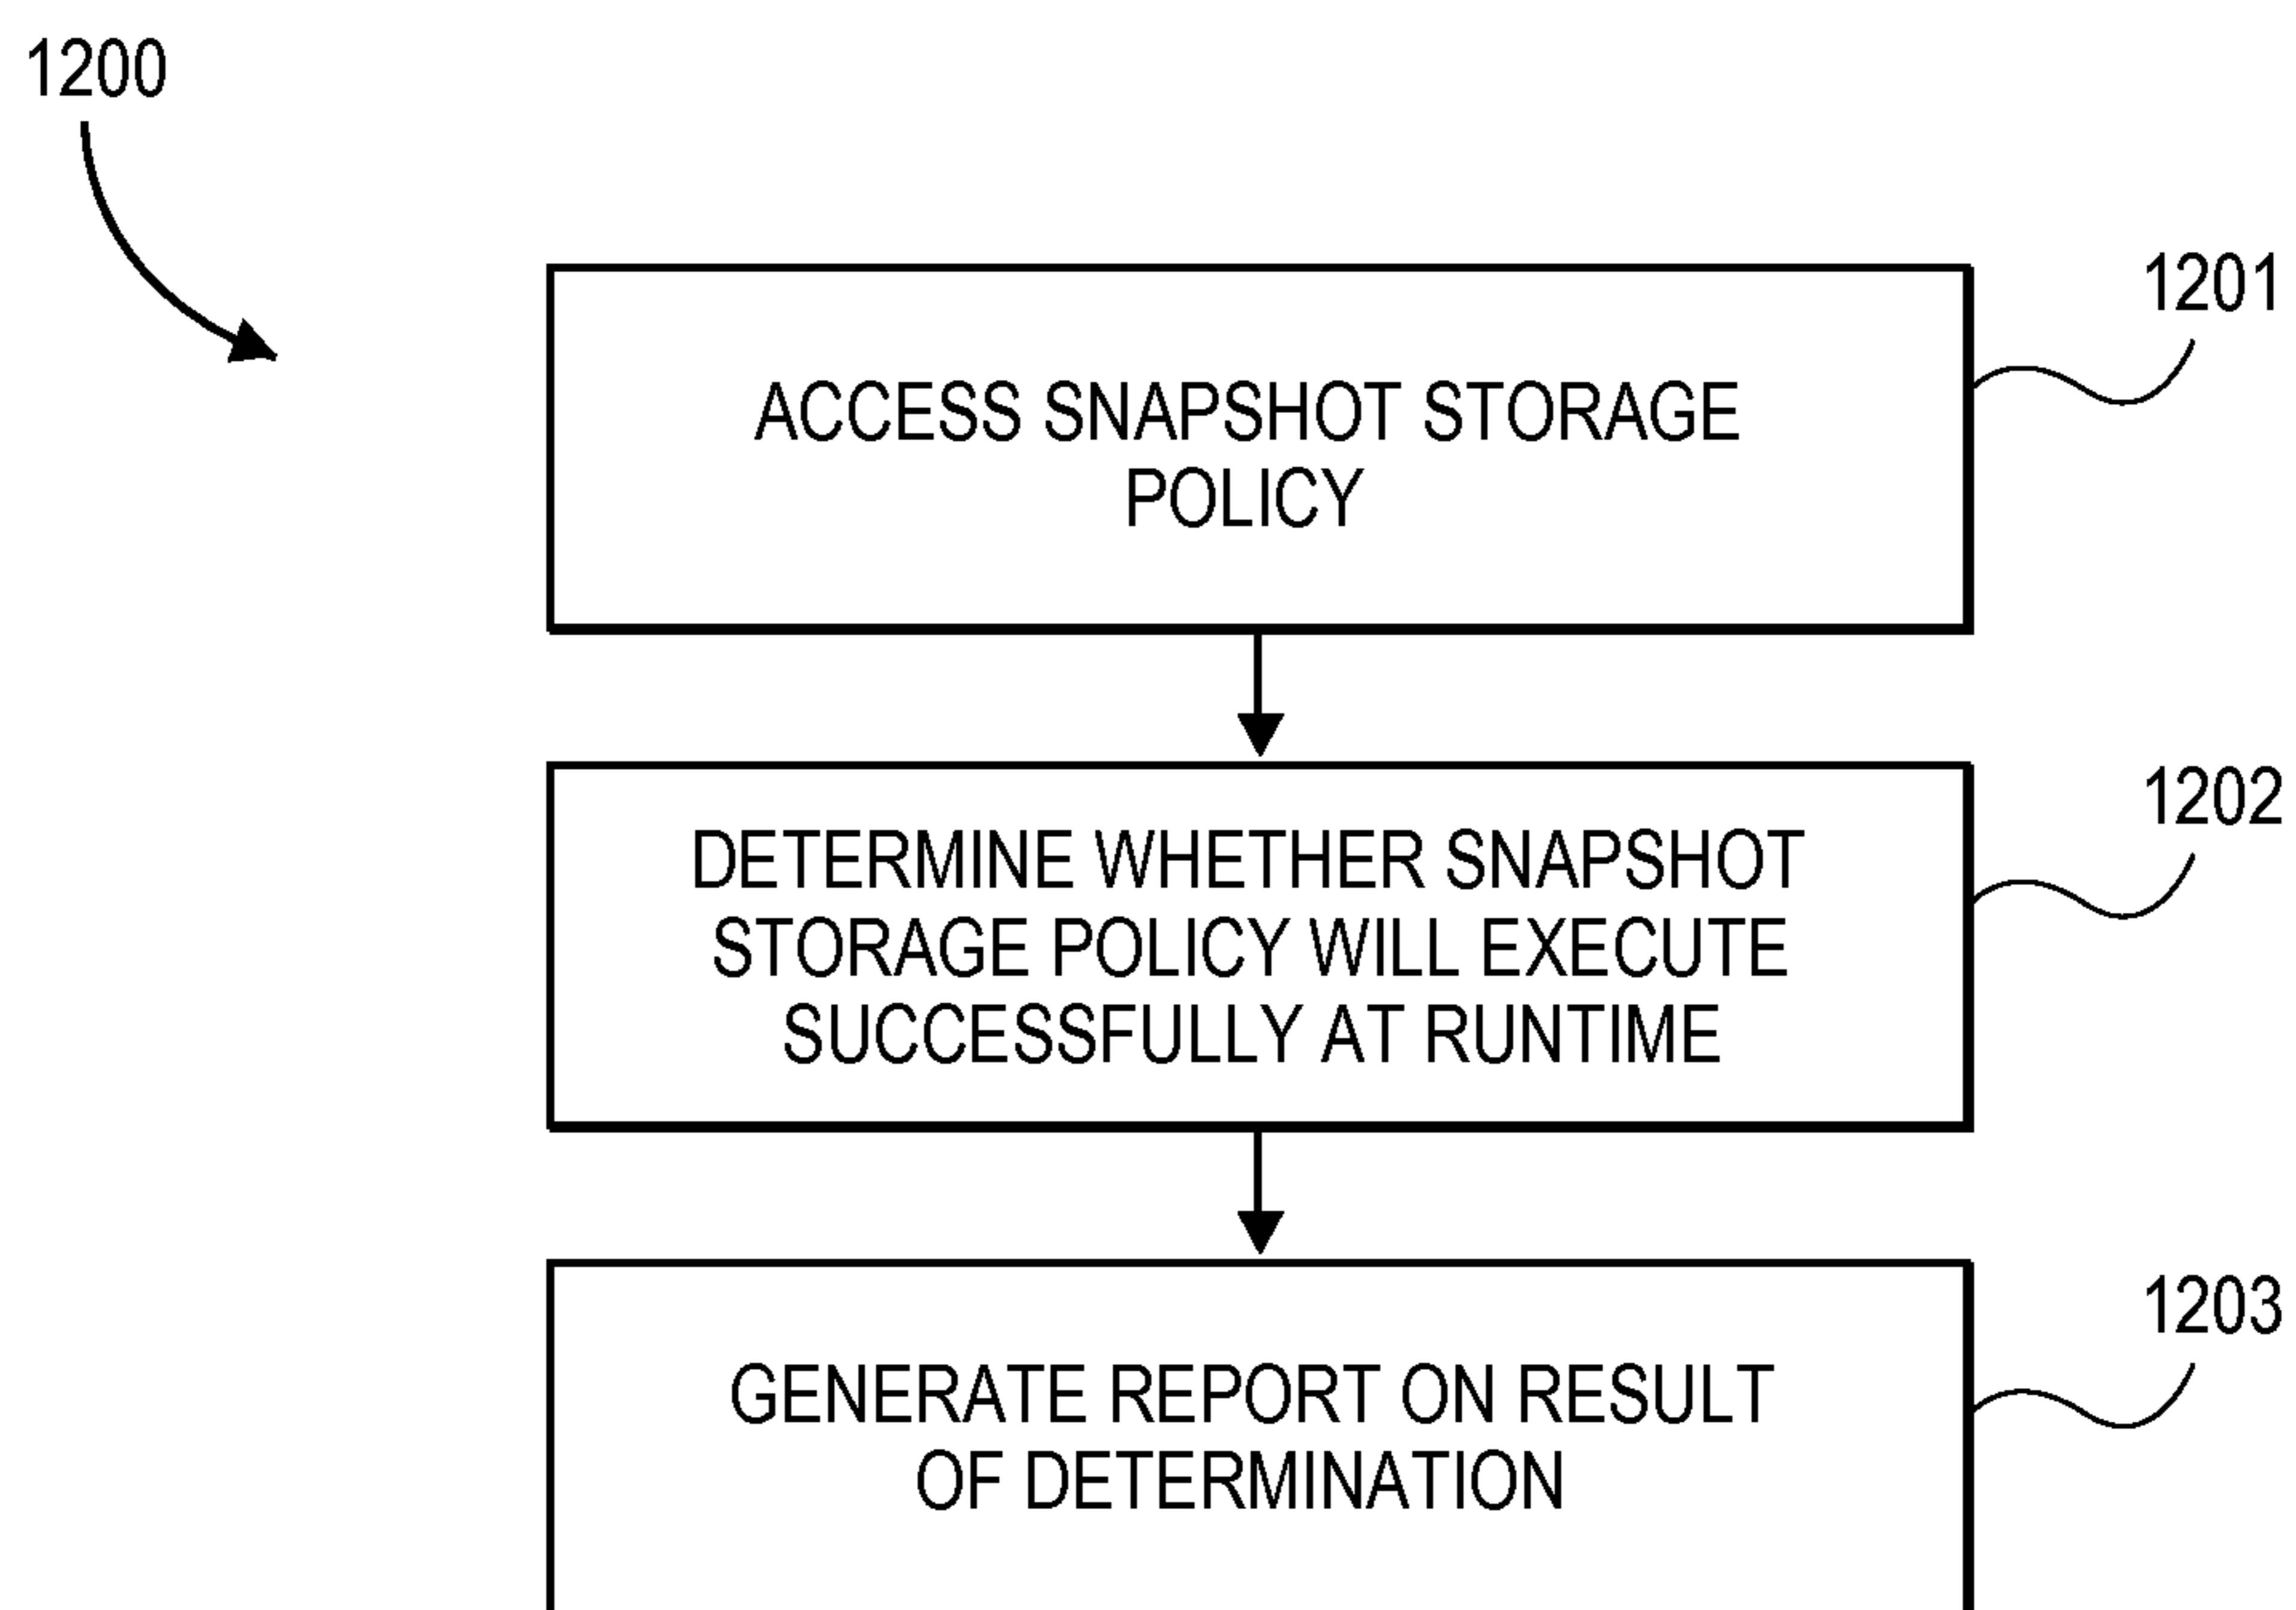 1200
1201
ACCESS SNAPSHOT STORAGE
POLICY
1202
DETERMINE WHETHER SNAPSHOT
STORAGE POLICY WILL EXECUTE
SUCCESSFULLY AT RUNTIME
1203
GENERATE REPORT ON RESULT
OF DETERMINATION